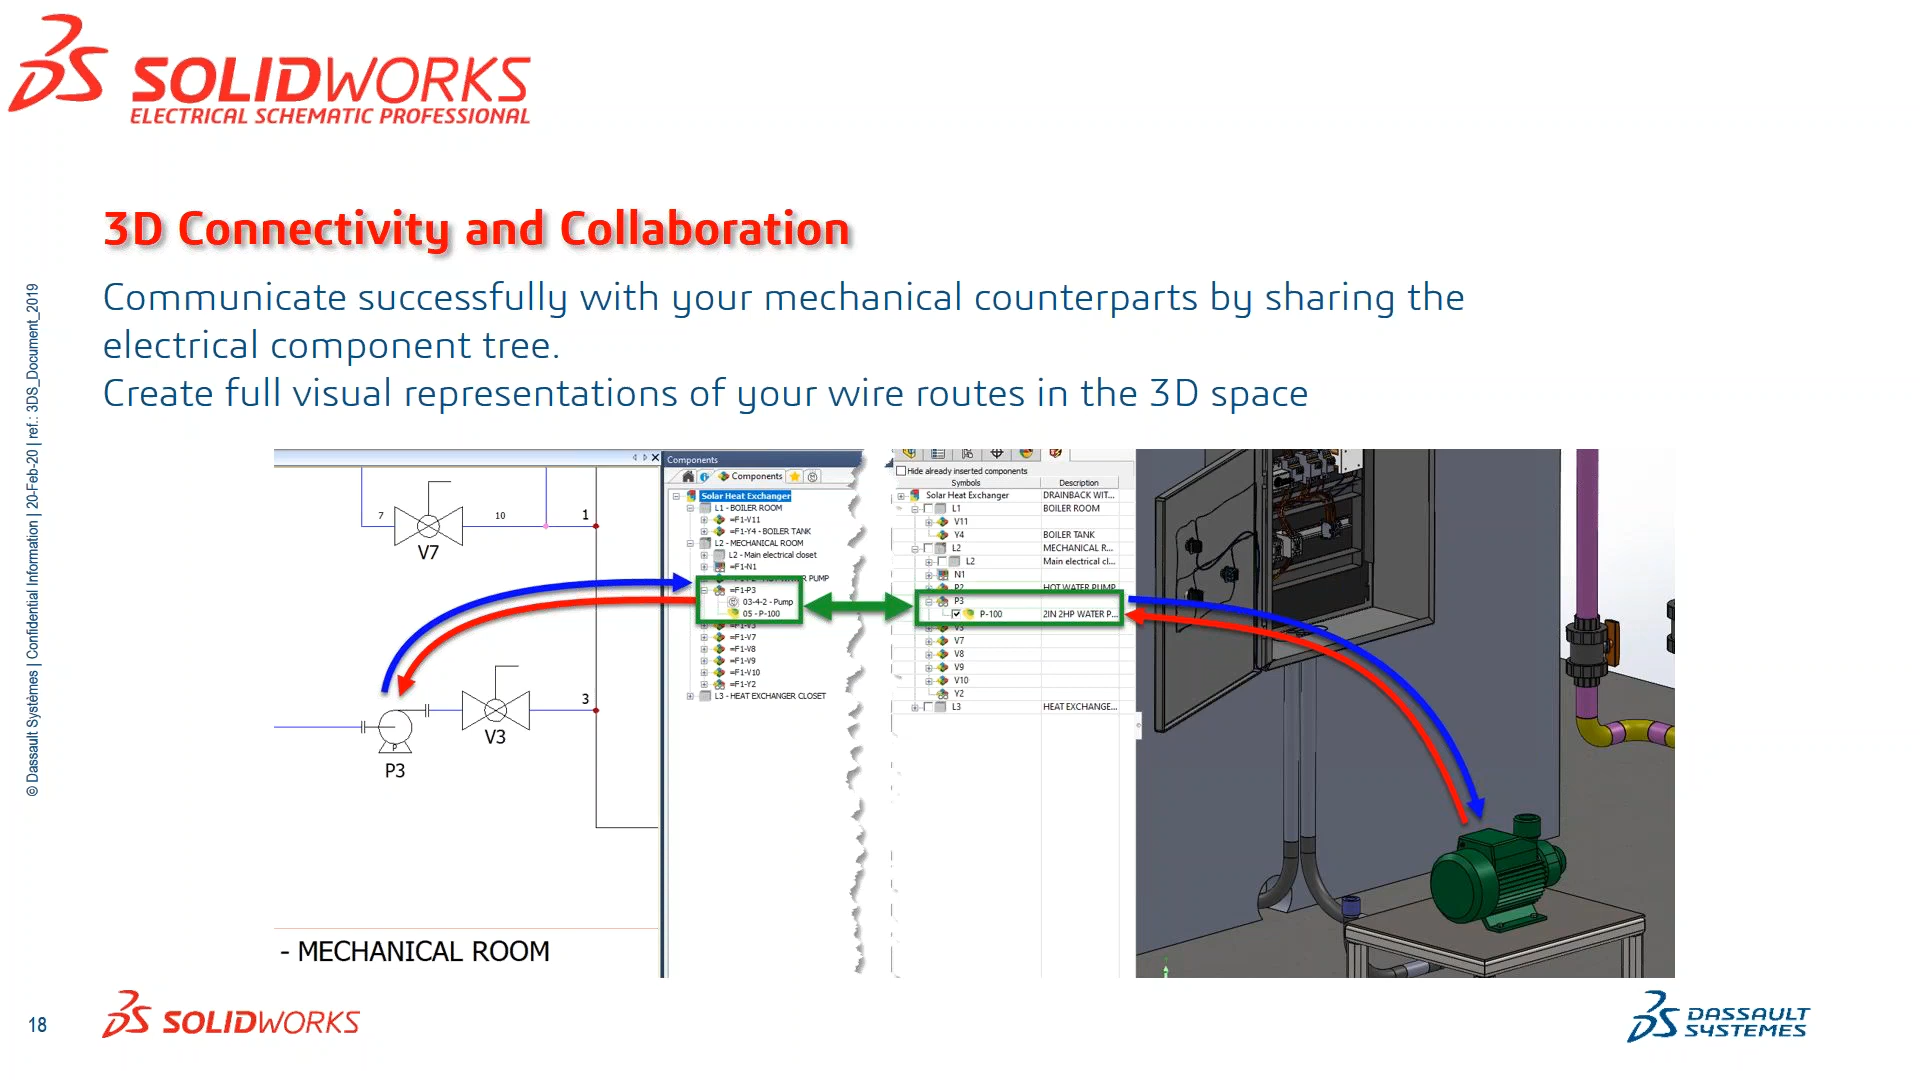 SOLIDWORKS
ELECTRICAL SCHEMATIC PROFESSIONAL
3D Connectivity and Collaboration
Communicate successfully with your mechanical counterparts by sharing the
electrical component tree.
Create full visual representations of your wire routes in the 3D space
© Dassault Systèmes | Confidential Information | 20-Feb-20 | ref.: 3DS_Document_2019
7
10
1
V7
3
V3
P
P3
- MECHANICAL ROOM
Components
Components
Solar Heat Exchanger
L1 - BOILER ROOM
=F1-V11
=F1-Y4 - BOILER TANK
L2 - MECHANICAL ROOM
L2 - Main electrical closet
=F1-N1
PUMP
=F1-P3
03-4-2 - Pump
05 - P-100
=F1-V7
=F1-V8
=F1-V9
=F1-V10
=F1-Y2
L3 - HEAT EXCHANGER CLOSET
Hide already inserted components
Symbols Description
Solar Heat Exchanger DRAINBACK WIT...
L1 BOILER ROOM
V11
Y4 BOILER TANK
L2 MECHANICAL R...
L2 Main electrical cl...
N1
P2 HOT WATER PUMP
P3
P-100 2IN 2HP WATER P...
V3
V7
V8
V9
V10
Y2
L3 HEAT EXCHANGE...
18
SOLIDWORKS
DASSAULT
SYSTEMES